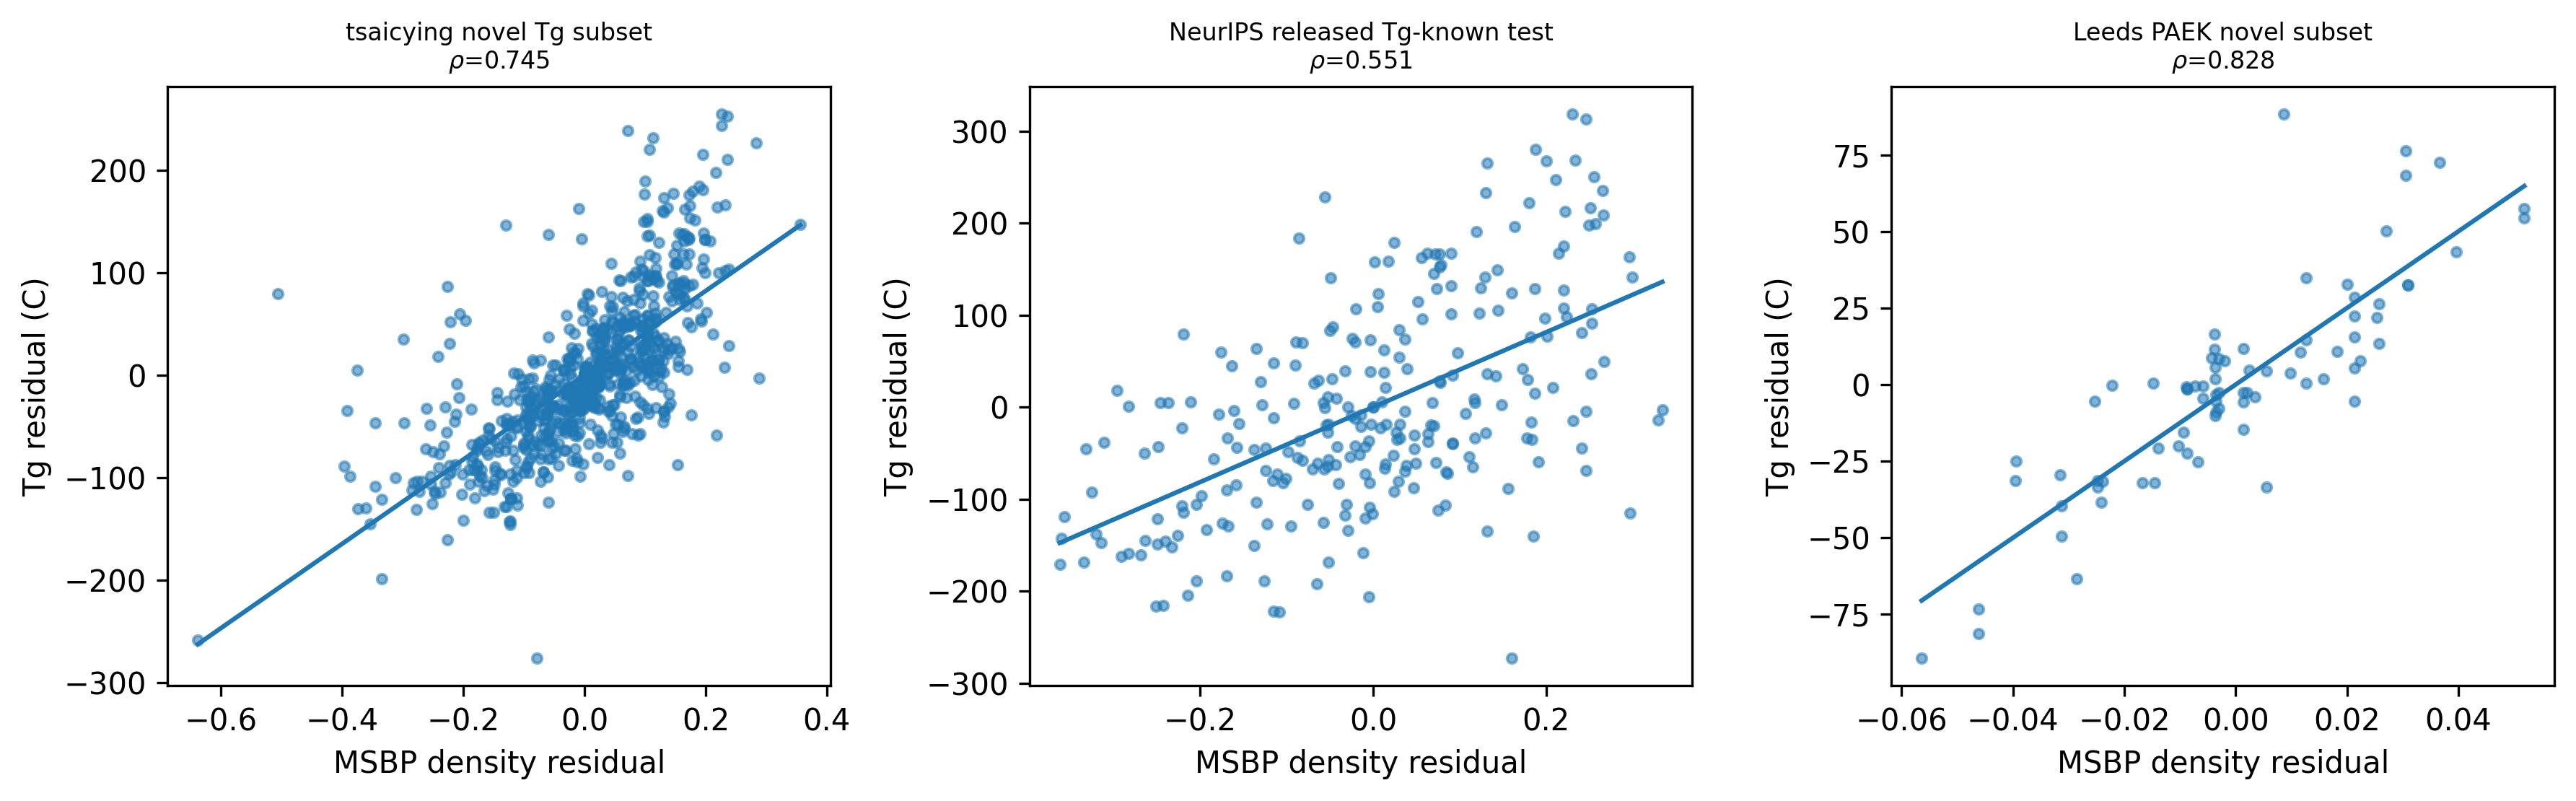 tsaicying novel Tg subset
ρ=0.745
200
100
0
−100
−200
−300
Tg residual (C)
−0.6
−0.4
−0.2
0.0
0.2
0.4
MSBP density residual
NeurIPS released Tg-known test
ρ=0.551
300
200
100
0
−100
−200
−300
Tg residual (C)
−0.2
0.0
0.2
MSBP density residual
Leeds PAEK novel subset
ρ=0.828
75
50
25
0
−25
−50
−75
Tg residual (C)
−0.06
−0.04
−0.02
0.00
0.02
0.04
MSBP density residual